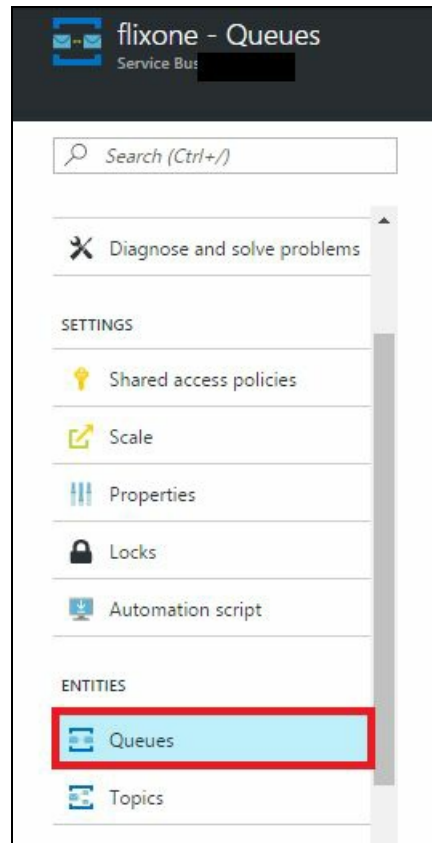 flixone - Queues
Service Bus
Search (Ctrl+/)
Diagnose and solve problems
SETTINGS
Shared access policies
Scale
Properties
Locks
Automation script
ENTITIES
Queues
Topics